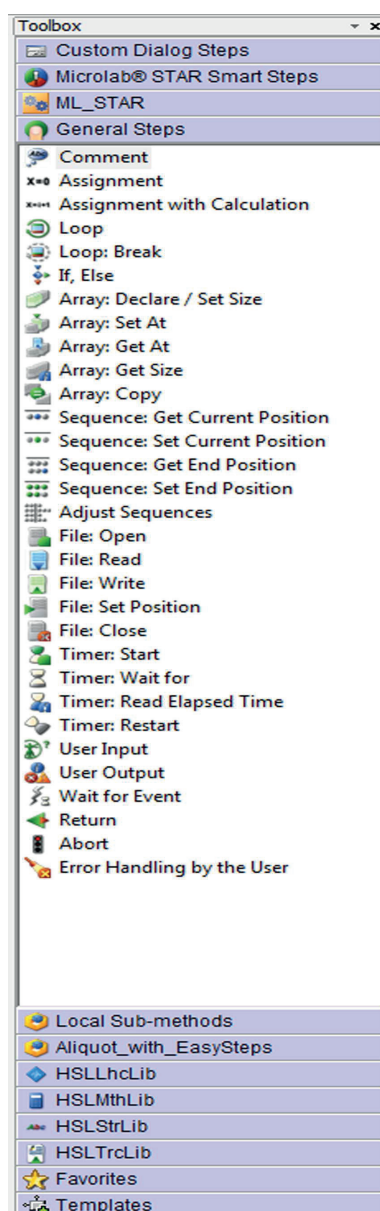 Toolbox
Custom Dialog Steps
Microlab® STAR Smart Steps
ML_STAR
General Steps
Comment
Assignment
Assignment with Calculation
Loop
Loop: Break
If, Else
Array: Declare / Set Size
Array: Set At
Array: Get At
Array: Get Size
Array: Copy
Sequence: Get Current Position
Sequence: Set Current Position
Sequence: Get End Position
Sequence: Set End Position
Adjust Sequences
File: Open
File: Read
File: Write
File: Set Position
File: Close
Timer: Start
Timer: Wait for
Timer: Read Elapsed Time
Timer: Restart
User Input
User Output
Wait for Event
Return
Abort
Error Handling by the User
Local Sub-methods
Aliquot_with_EasySteps
HSLLhcLib
HSLMthLib
HSLStrLib
HSLTrcLib
Favorites
Templates